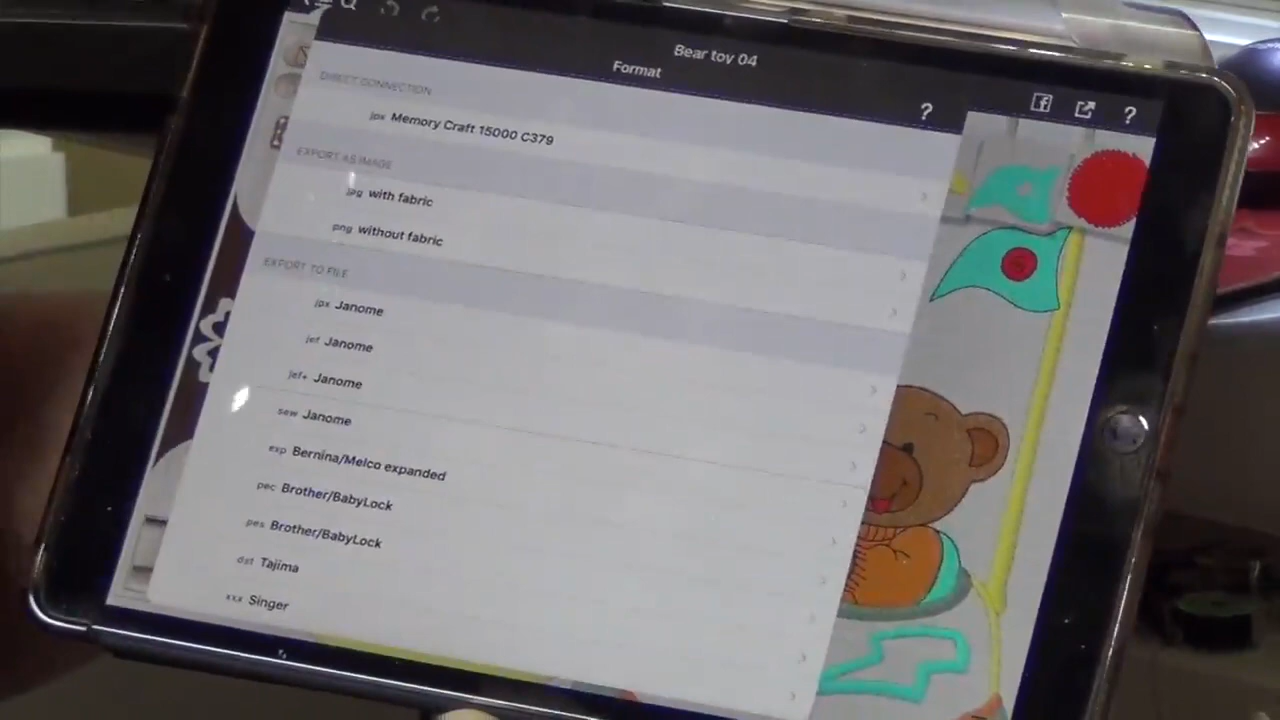 Bear toy 04
Format
?
?
DIRECT CONNECTION
jpx Memory Craft 15000 C379
EXPORT AS IMAGE
jpg with fabric
png without fabric
EXPORT TO FILE
jpx Janome
jef Janome
jef+ Janome
sew Janome
exp Bernina/Melco expanded
pec Brother/BabyLock
pes Brother/BabyLock
dst Tajima
xxx Singer